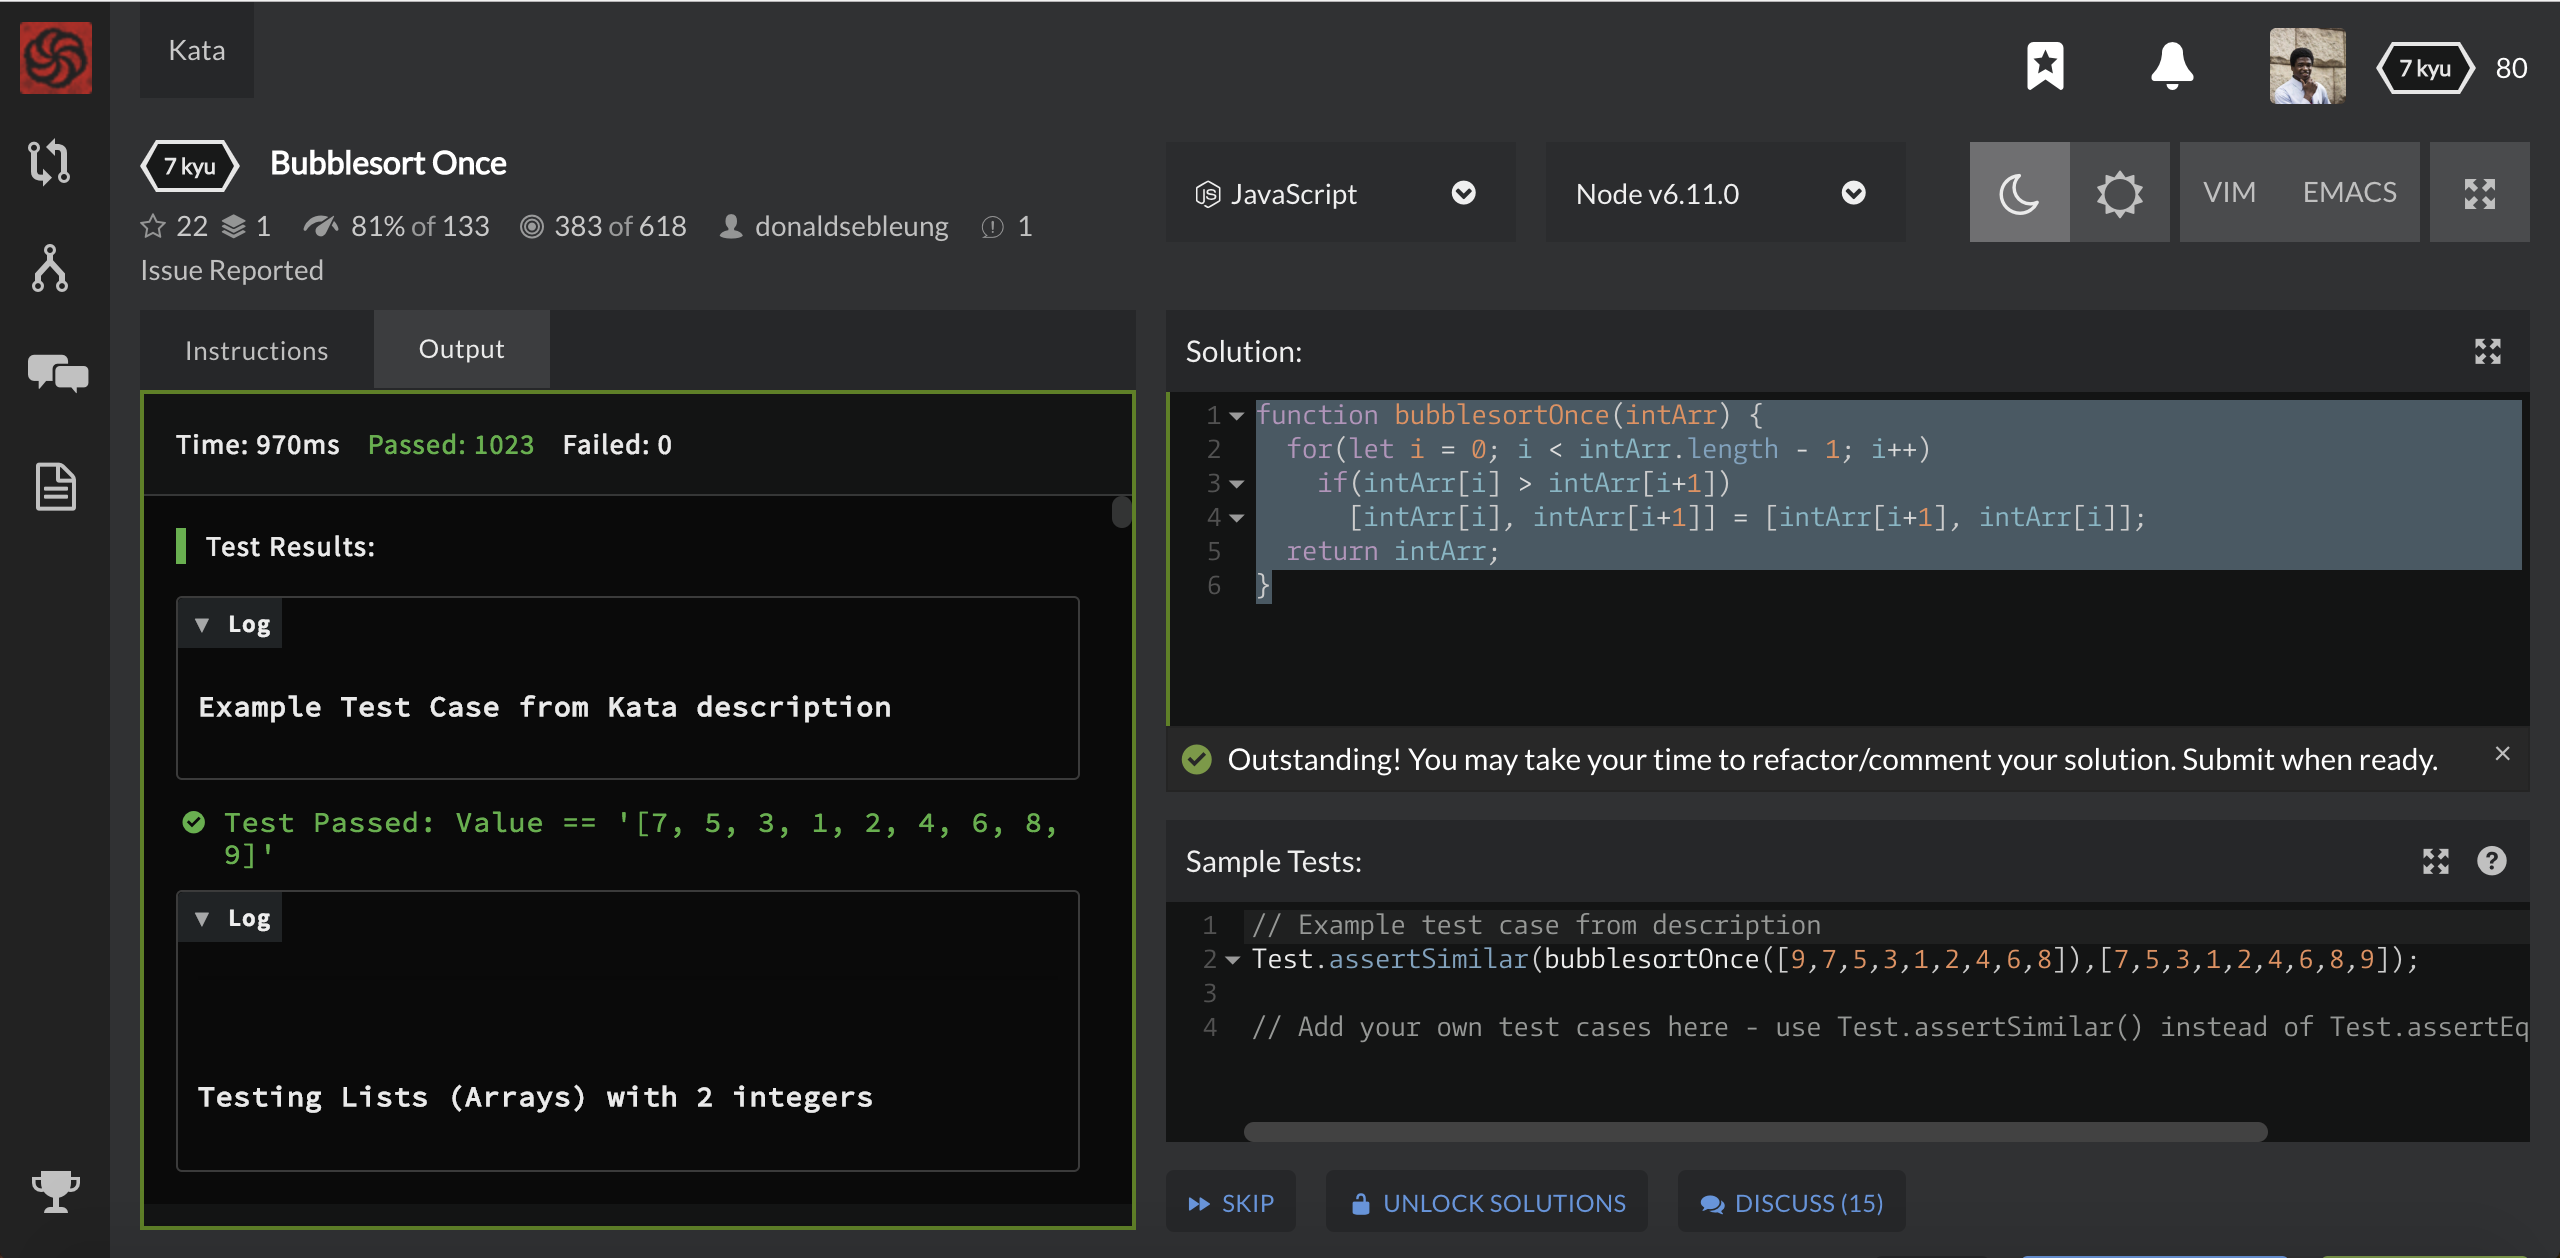 Kata
7 kyu 80
7 kyu Bubblesort Once
22 1 81% of 133 383 of 618 donaldsebleung 1
Issue Reported
JavaScript
Node v6.11.0
VIM EMACS
Instructions
Output
Time: 970ms Passed: 1023 Failed: 0
Test Results:
▼ Log
Example Test Case from Kata description
Test Passed: Value == '[7, 5, 3, 1, 2, 4, 6, 8,
9]'
▼ Log
Testing Lists (Arrays) with 2 integers
Solution:
1 function bubblesortOnce(intArr) {
2   for(let i = 0; i < intArr.length - 1; i++)
3     if(intArr[i] > intArr[i+1])
4       [intArr[i], intArr[i+1]] = [intArr[i+1], intArr[i]];
5   return intArr;
6 }
Outstanding! You may take your time to refactor/comment your solution. Submit when ready. ×
Sample Tests:
1 // Example test case from description
2 Test.assertSimilar(bubblesortOnce([9,7,5,3,1,2,4,6,8]),[7,5,3,1,2,4,6,8,9]);
3
4 // Add your own test cases here - use Test.assertSimilar() instead of Test.assertEq
SKIP
UNLOCK SOLUTIONS
DISCUSS (15)